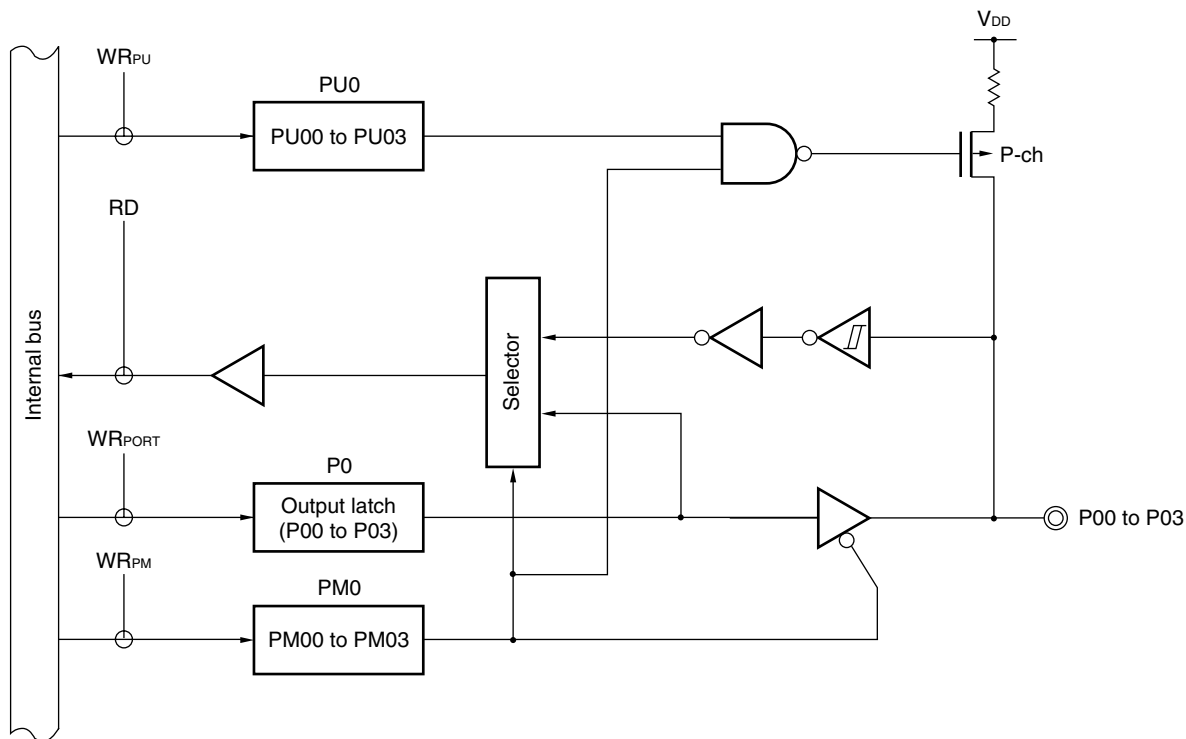 VDD
WRPU
PU0
PU00 to PU03
P-ch
RD
Internal bus
Selector
WRPORT
P0
Output latch
(P00 to P03)
P00 to P03
WRPM
PM0
PM00 to PM03